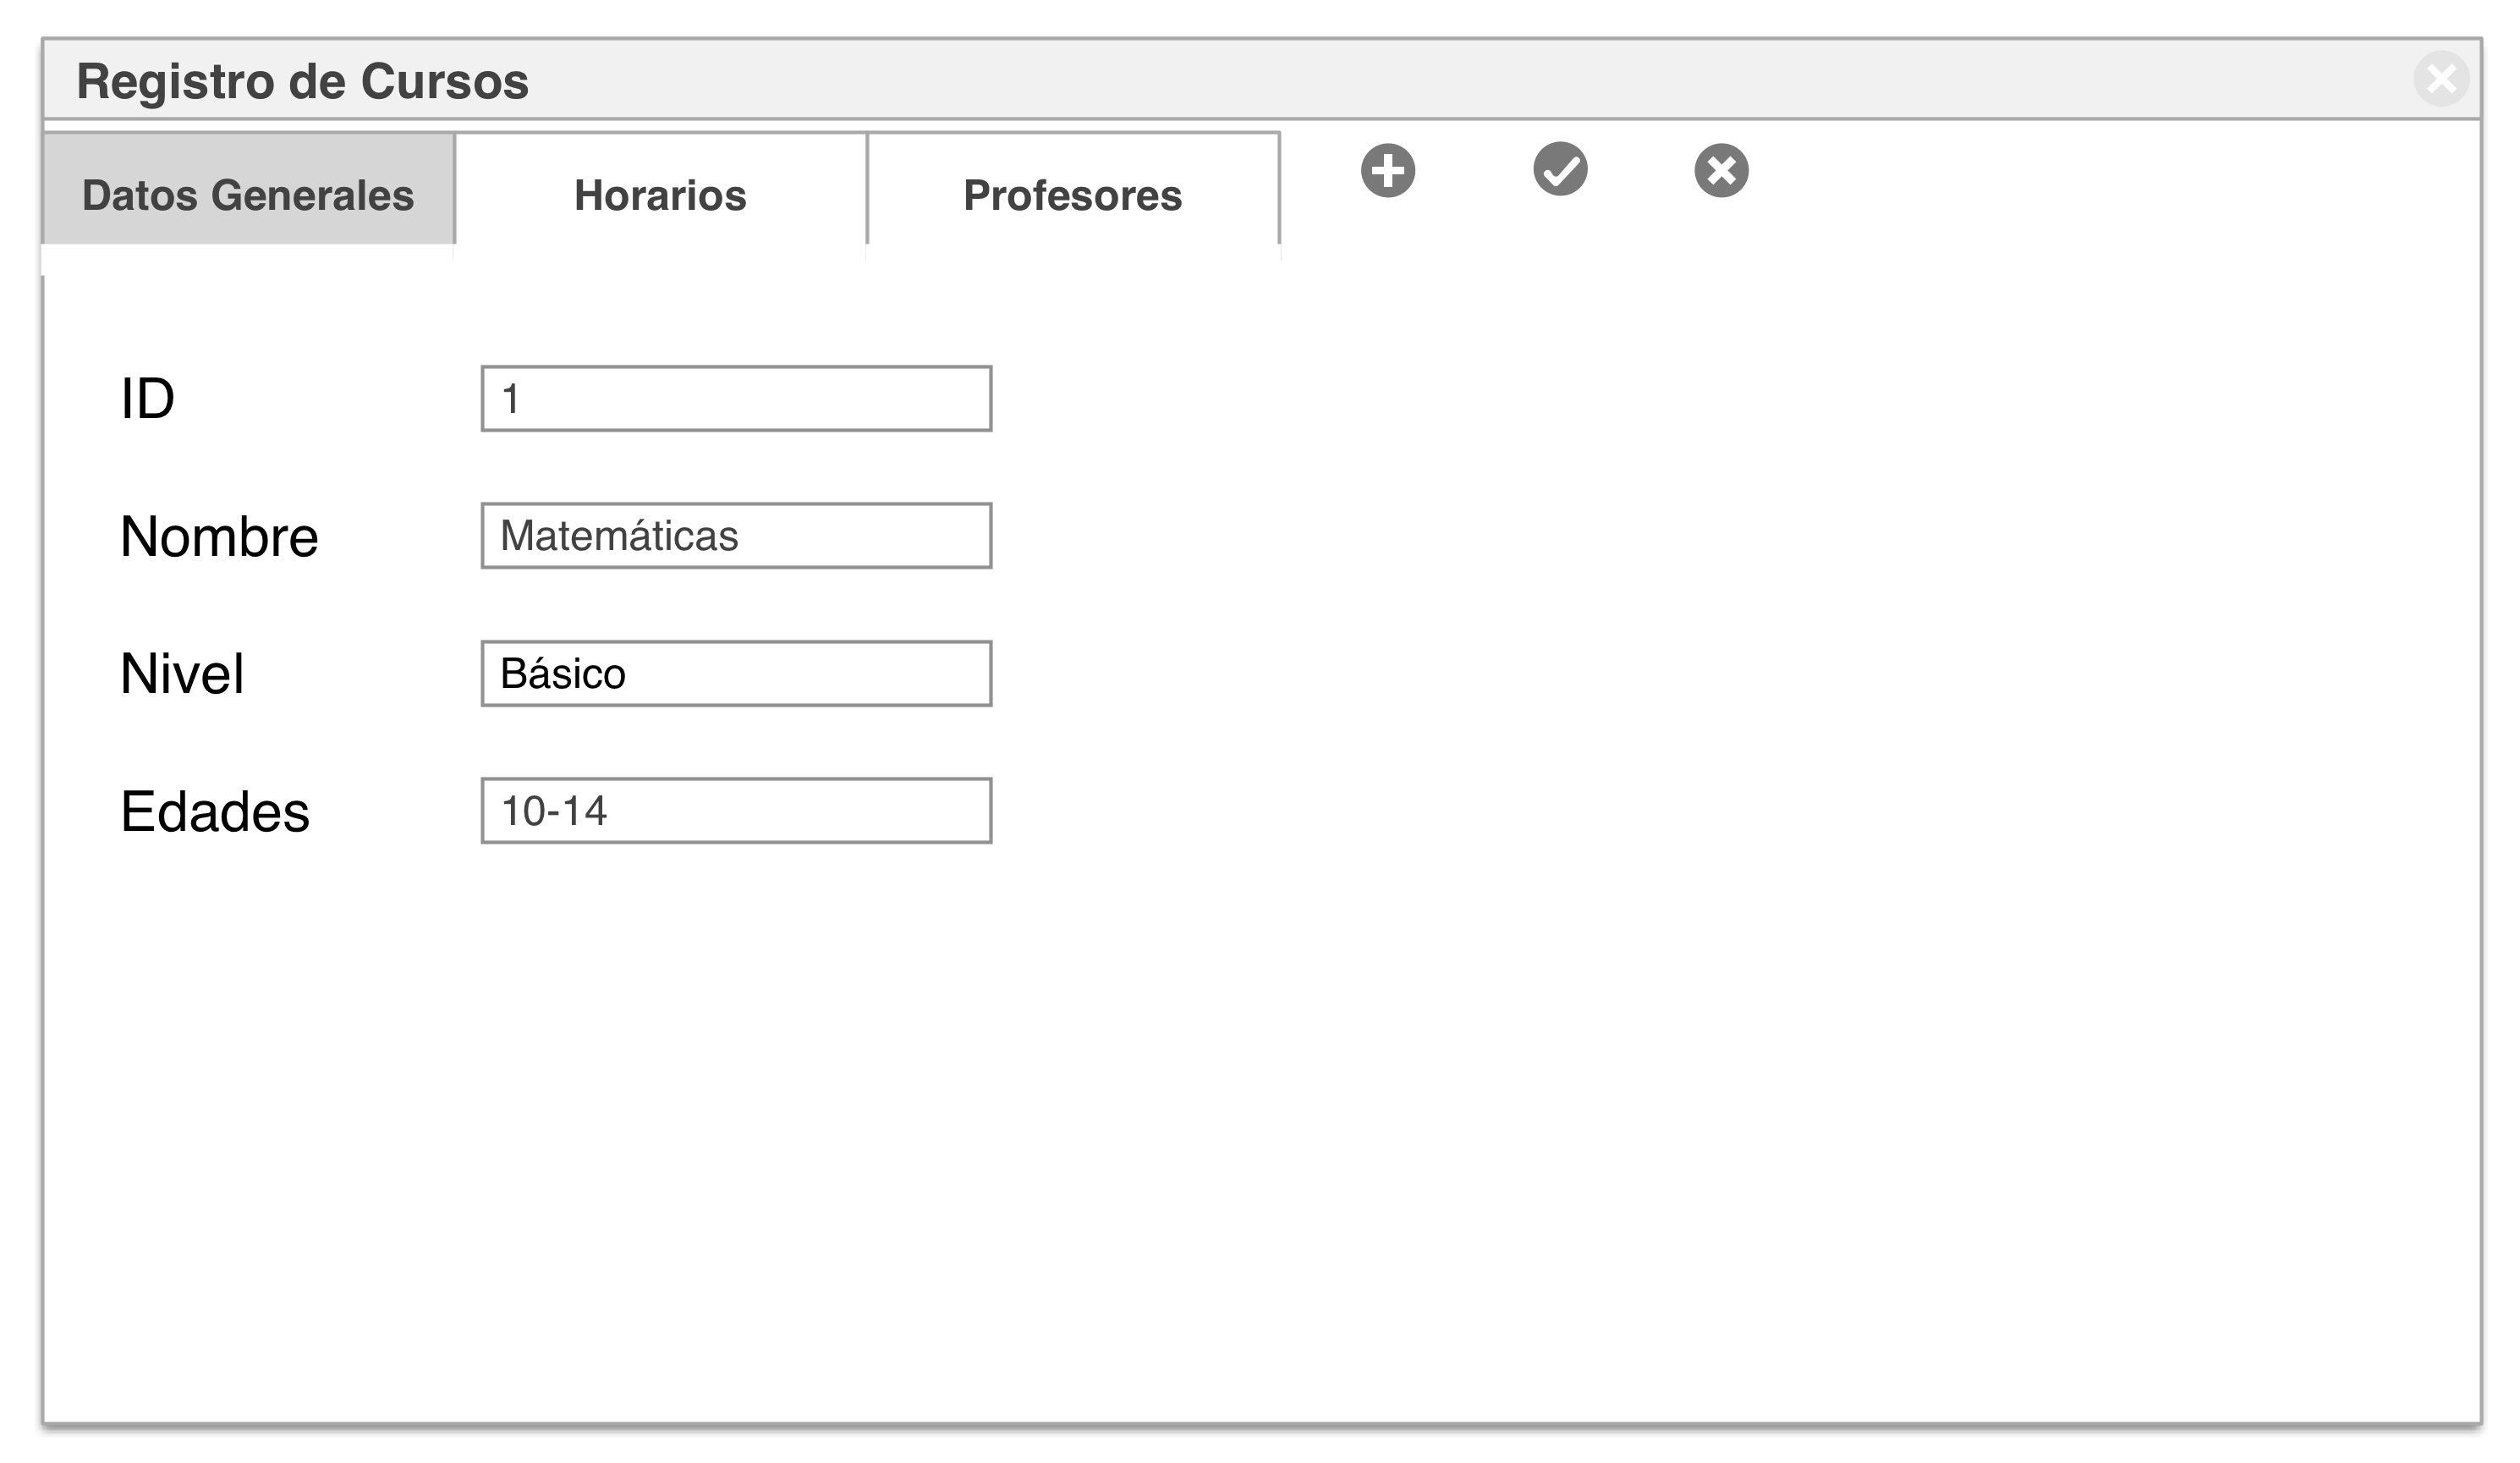 Registro de Cursos
Datos Generales Horarios Profesores
ID 1
Nombre Matemáticas
Nivel Básico
Edades 10-14